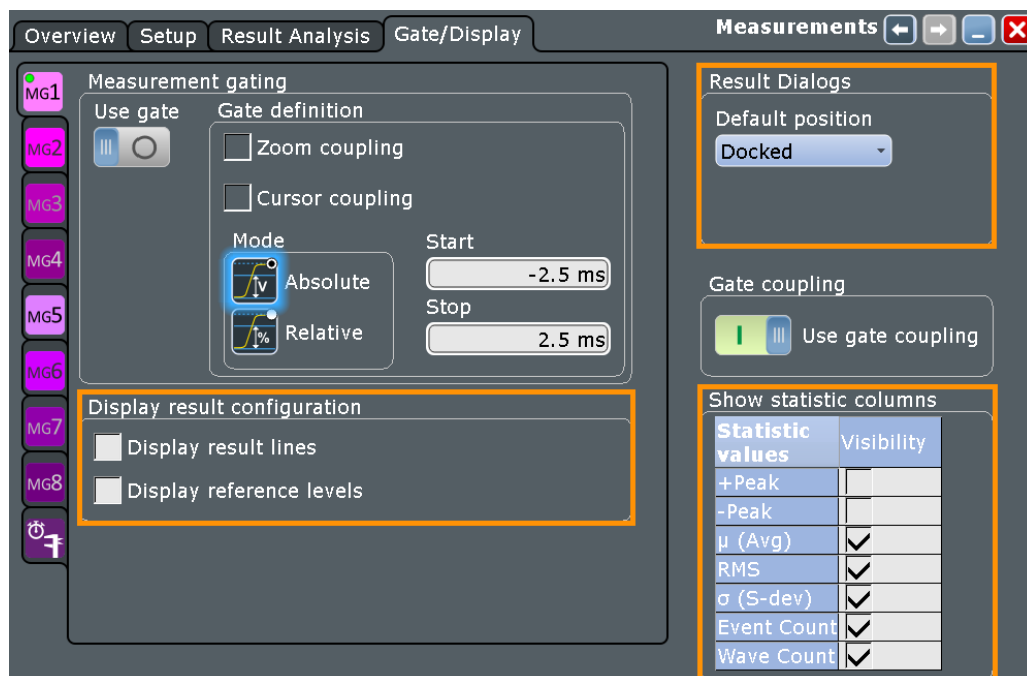 Overview Setup Result Analysis Gate/Display Measurements
MG1
MG2
MG3
MG4
MG5
MG6
MG7
MG8
Measurement gating
Use gate
Gate definition
Zoom coupling
Cursor coupling
Mode
Absolute
Relative
Start
-2.5 ms
Stop
2.5 ms
Display result configuration
Display result lines
Display reference levels
Result Dialogs
Default position
Docked
Gate coupling
Use gate coupling
Show statistic columns
Statistic values Visibility
+Peak
-Peak
µ (Avg)
RMS
σ (S-dev)
Event Count
Wave Count